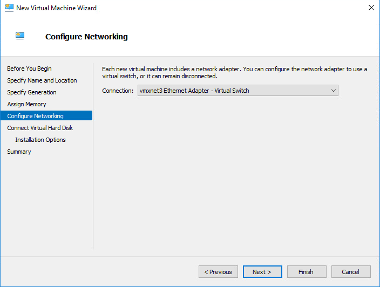 New Virtual Machine Wizard
Configure Networking
Before You Begin
Specify Name and Location
Specify Generation
Assign Memory
Configure Networking
Connect Virtual Hard Disk
Installation Options
Summary
Each new virtual machine includes a network adapter. You can configure the network adapter to use a
virtual switch, or it can remain disconnected.
Connection: vmxnet3 Ethernet Adapter - Virtual Switch
< Previous Next > Finish Cancel